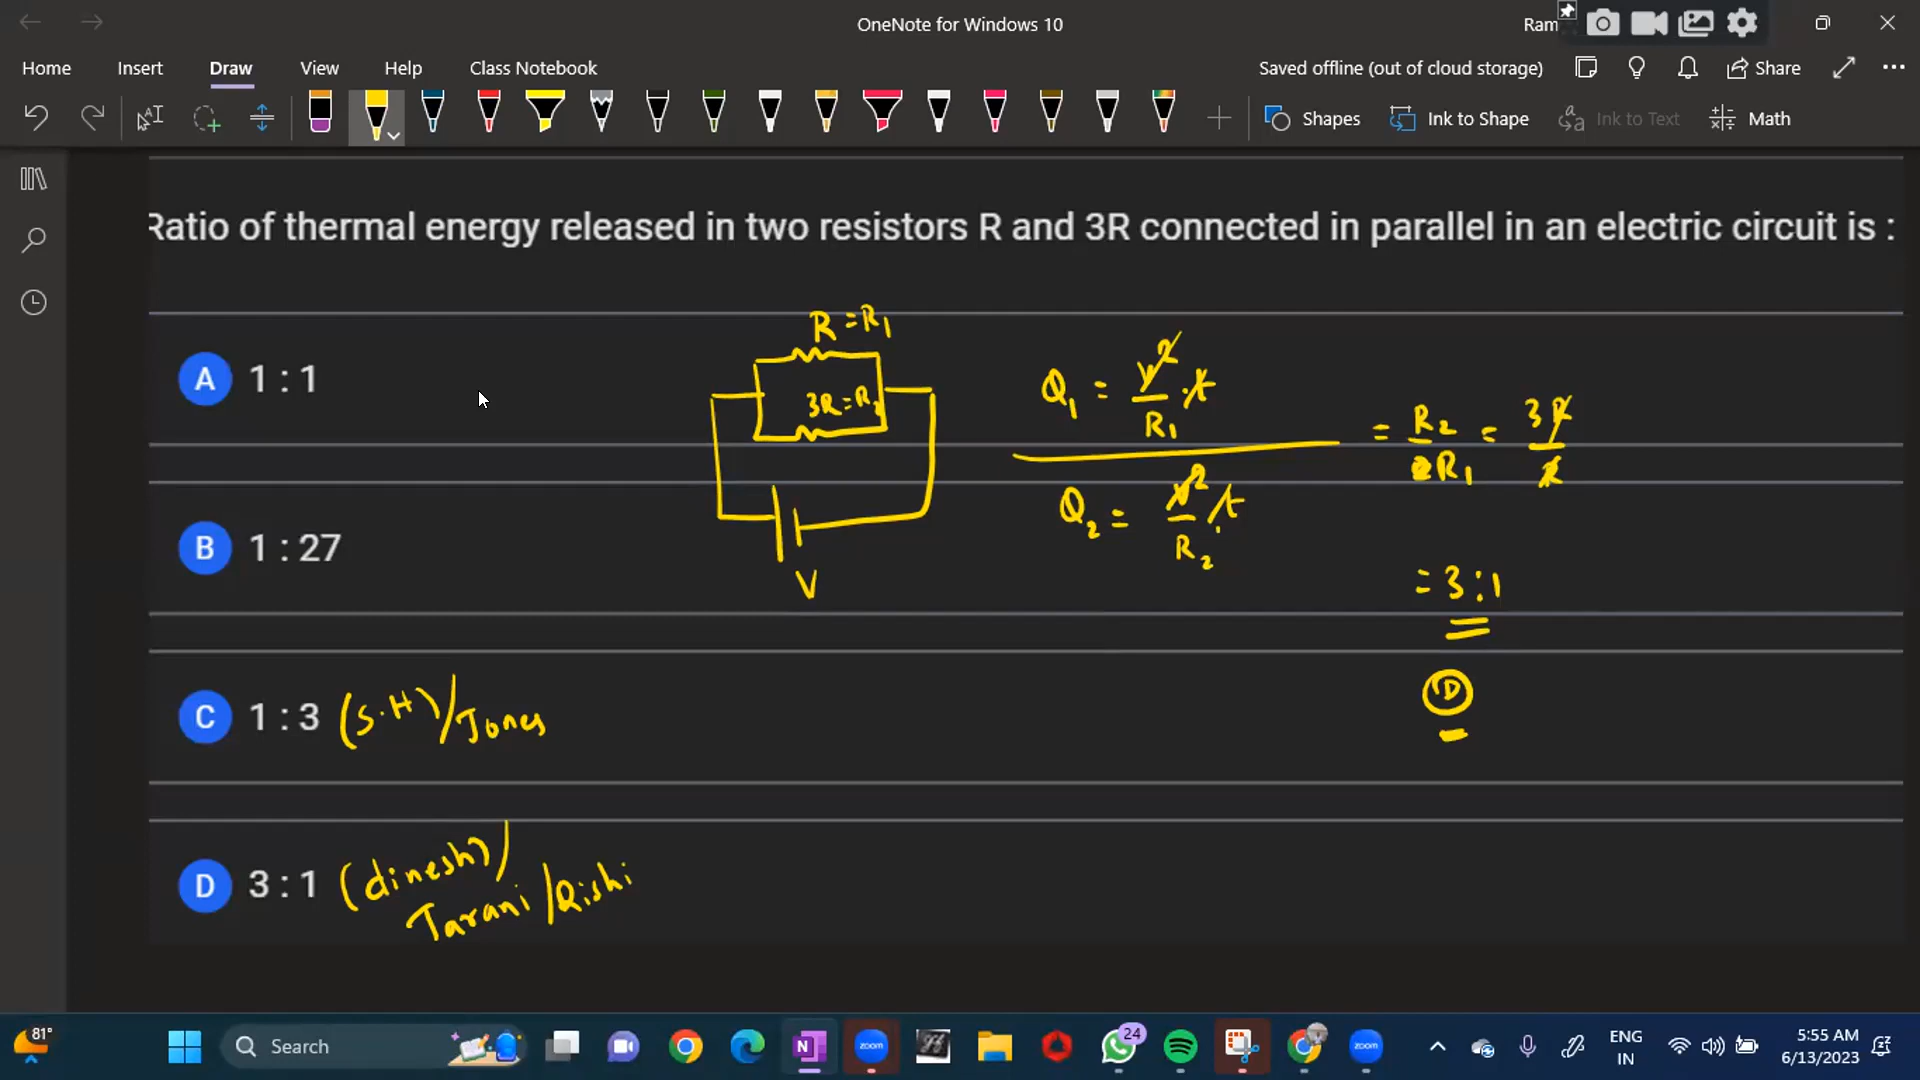 OneNote for Windows 10
Ram
Home Insert Draw View Help Class Notebook
Saved offline (out of cloud storage) Share
Shapes Ink to Shape Ink to Text Math
Ratio of thermal energy released in two resistors R and 3R connected in parallel in an electric circuit is :
A 1 : 1
B 1 : 27
C 1 : 3 (S.H)/Jones
D 3 : 1 (dinesh)/
Tarani/Rishi
R = R₁
3R = R₂
V
Q₁ = V²/R₁ . t
Q₂ = V²/R₂ . t
= R₂/R₁ = 3R/R
= 3:1
D
81°
Search
zoom
24
zoom
ENG
IN
5:55 AM
6/13/2023